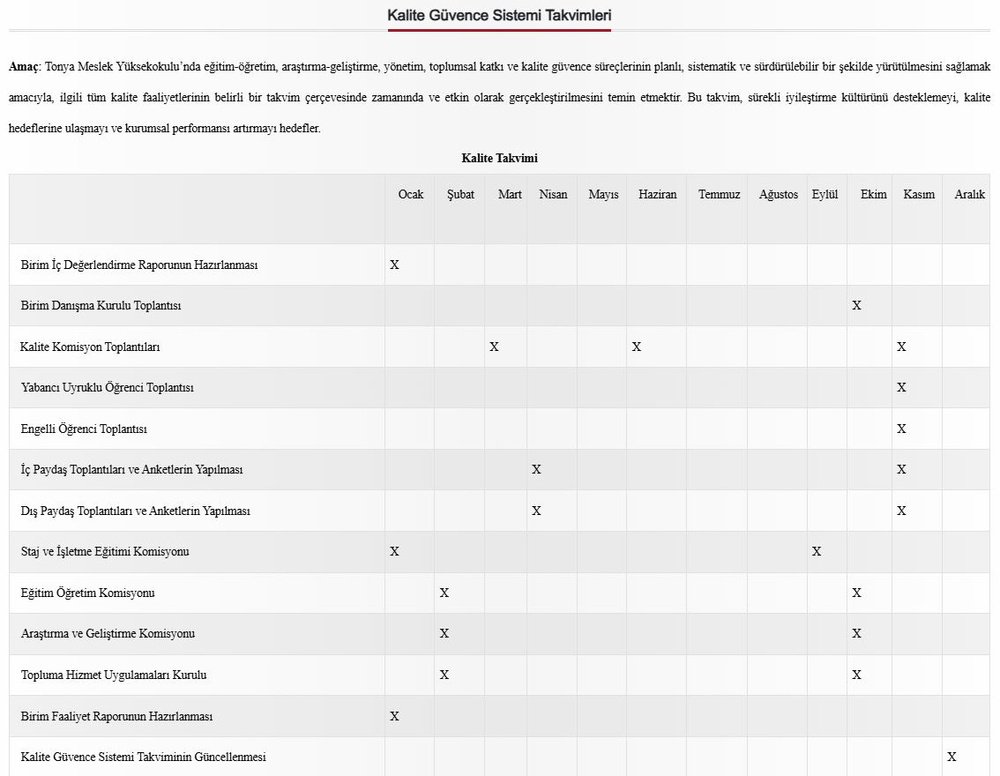 Kalite Güvence Sistemi Takvimleri
Amaç: Tonya Meslek Yüksekokulu’nda eğitim-öğretim, araştırma-geliştirme, yönetim, toplumsal katkı ve kalite güvence süreçlerinin planlı, sistematik ve sürdürülebilir bir şekilde yürütülmesini sağlamak
amacıyla, ilgili tüm kalite faaliyetlerinin belirli bir takvim çerçevesinde zamanında ve etkin olarak gerçekleştirilmesini temin etmektir. Bu takvim, sürekli iyileştirme kültürünü desteklemeyi, kalite
hedeflerine ulaşmayı ve kurumsal performansı artırmayı hedefler.
Kalite Takvimi
Ocak Şubat Mart Nisan Mayıs Haziran Temmuz Ağustos Eylül Ekim Kasım Aralık
Birim İç Değerlendirme Raporunun Hazırlanması X
Birim Danışma Kurulu Toplantısı X
Kalite Komisyon Toplantıları X X X
Yabancı Uyruklu Öğrenci Toplantısı X
Engelli Öğrenci Toplantısı X
İç Paydaş Toplantıları ve Anketlerin Yapılması X X
Dış Paydaş Toplantıları ve Anketlerin Yapılması X X
Staj ve İşletme Eğitimi Komisyonu X X
Eğitim Öğretim Komisyonu X X
Araştırma ve Geliştirme Komisyonu X X
Topluma Hizmet Uygulamaları Kurulu X X
Birim Faaliyet Raporunun Hazırlanması X
Kalite Güvence Sistemi Takviminin Güncellenmesi X